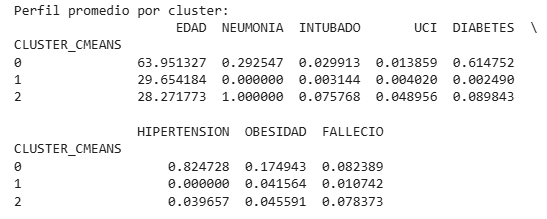 Perfil promedio por cluster:
EDAD NEUMONIA INTUBADO UCI DIABETES \
CLUSTER_CMEANS
0 63.951327 0.292547 0.029913 0.013859 0.614752
1 29.654184 0.000000 0.003144 0.004020 0.002490
2 28.271773 1.000000 0.075768 0.048956 0.089843
HIPERTENSION OBESIDAD FALLECIO
CLUSTER_CMEANS
0 0.824728 0.174943 0.082389
1 0.000000 0.041564 0.010742
2 0.039657 0.045591 0.078373